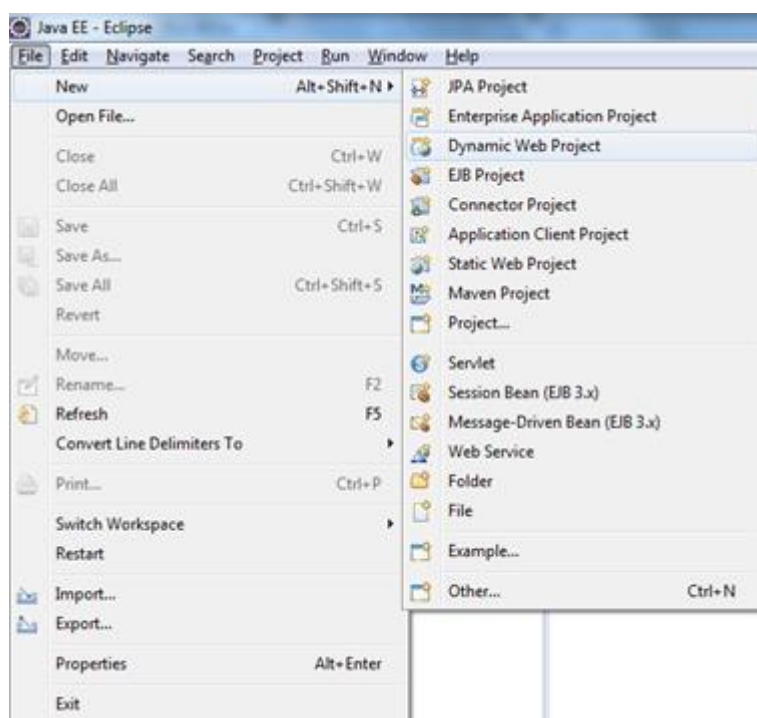 Java EE - Eclipse
File Edit Navigate Search Project Run Window Help
New Alt+Shift+N
Open File...
Close Ctrl+W
Close All Ctrl+Shift+W
Save Ctrl+S
Save As...
Save All Ctrl+Shift+S
Revert
Move...
Rename... F2
Refresh F5
Convert Line Delimiters To
Print... Ctrl+P
Switch Workspace
Restart
Import...
Export...
Properties Alt+Enter
Exit
JPA Project
Enterprise Application Project
Dynamic Web Project
EJB Project
Connector Project
Application Client Project
Static Web Project
Maven Project
Project...
Servlet
Session Bean (EJB 3.x)
Message-Driven Bean (EJB 3.x)
Web Service
Folder
File
Example...
Other... Ctrl+N